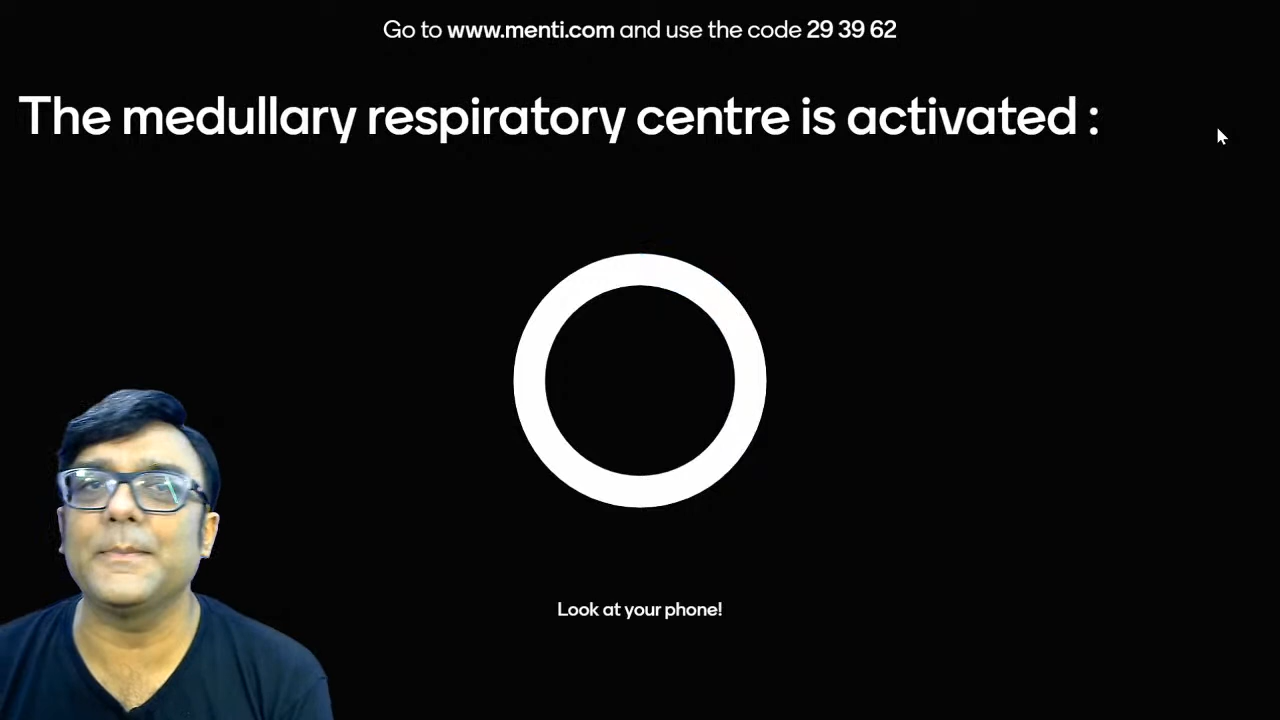 Go to www.menti.com and use the code 29 39 62
The medullary respiratory centre is activated :
Look at your phone!